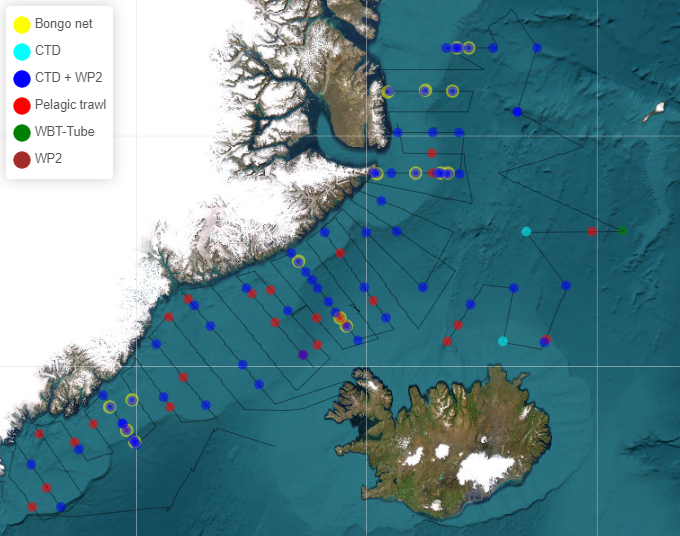 Bongo net
CTD
CTD + WP2
Pelagic trawl
WBT-Tube
WP2